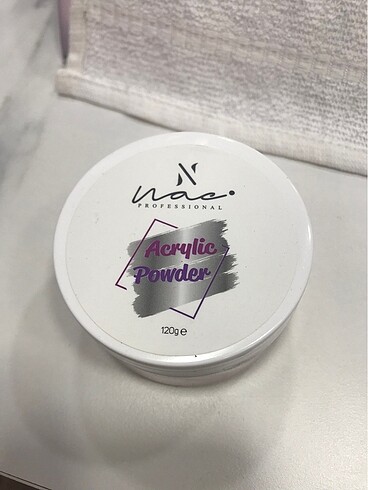 N
nac.
PROFESSIONAL
Acrylic
Powder
120g e